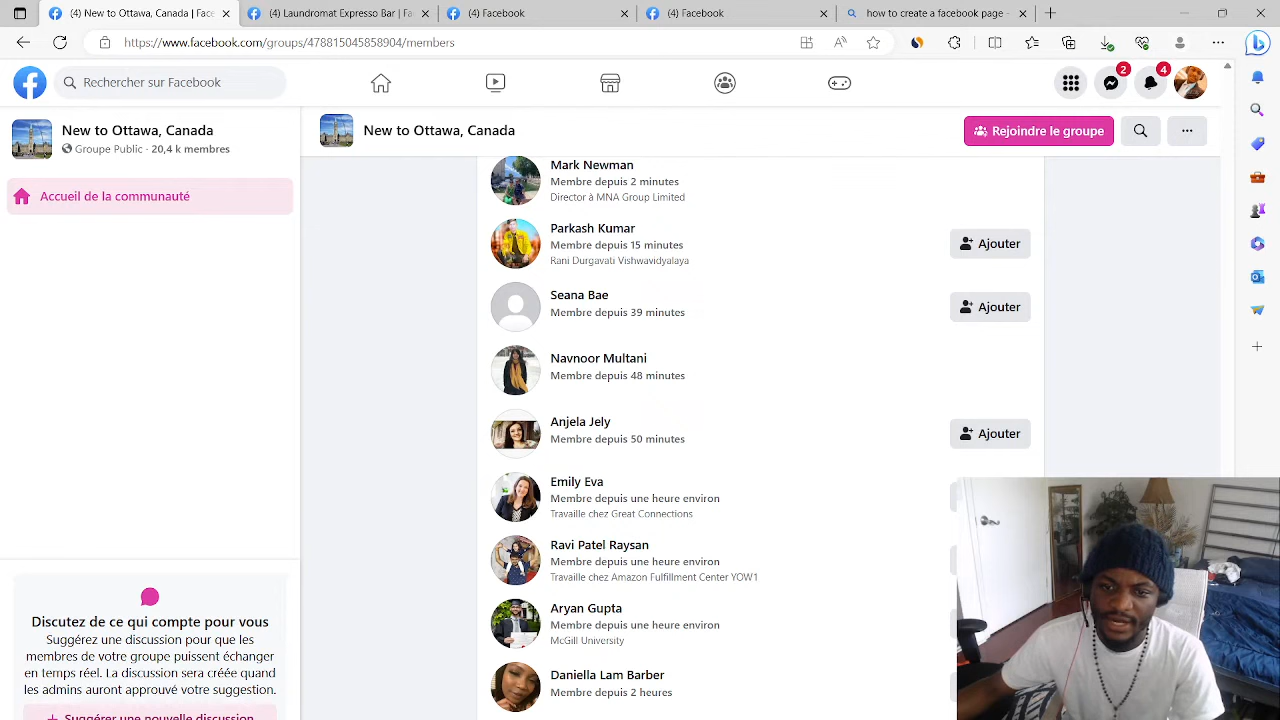 (4) New to Ottawa, Canada | Face
(4) Laundromat Expresso Bar | Fa
(4) Facebook
(4) Facebook
how to create a facebook page -
https://www.facebook.com/groups/478815045858904/members
Rechercher sur Facebook
2
4
New to Ottawa, Canada
Groupe Public · 20,4 k membres
Accueil de la communauté
New to Ottawa, Canada
Rejoindre le groupe
Mark Newman
Membre depuis 2 minutes
Director à MNA Group Limited
Parkash Kumar
Membre depuis 15 minutes
Rani Durgavati Vishwavidyalaya
Ajouter
Seana Bae
Membre depuis 39 minutes
Ajouter
Navnoor Multani
Membre depuis 48 minutes
Anjela Jely
Membre depuis 50 minutes
Ajouter
Emily Eva
Membre depuis une heure environ
Travaille chez Great Connections
Ravi Patel Raysan
Membre depuis une heure environ
Travaille chez Amazon Fulfillment Center YOW1
Aryan Gupta
Membre depuis une heure environ
McGill University
Daniella Lam Barber
Membre depuis 2 heures
Discutez de ce qui compte pour vous
Suggérez une discussion pour que les
membres de votre groupe puissent échanger
en temps réel. La discussion sera créée quand
les admins auront approuvé votre suggestion.
+ Suggérer une nouvelle discussion